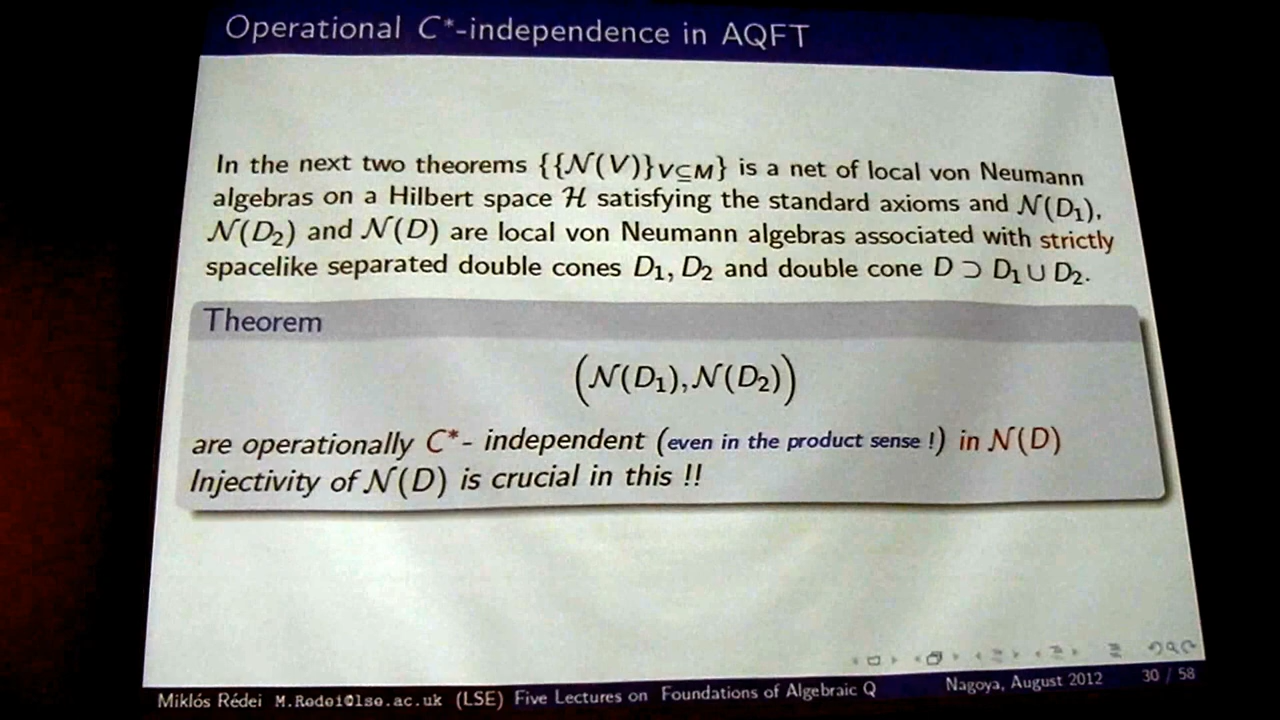 Operational C*-independence in AQFT
In the next two theorems {{𝒩(V)}V⊆M} is a net of local von Neumann
algebras on a Hilbert space ℋ satisfying the standard axioms and 𝒩(D₁),
𝒩(D₂) and 𝒩(D) are local von Neumann algebras associated with strictly
spacelike separated double cones D₁, D₂ and double cone D ⊃ D₁ ∪ D₂.
Theorem
(𝒩(D₁), 𝒩(D₂))
are operationally C*- independent (even in the product sense !) in 𝒩(D)
Injectivity of 𝒩(D) is crucial in this !!
Miklós Rédei M.Redei@lse.ac.uk (LSE) Five Lectures on Foundations of Algebraic Q Nagoya, August 2012 30 / 58